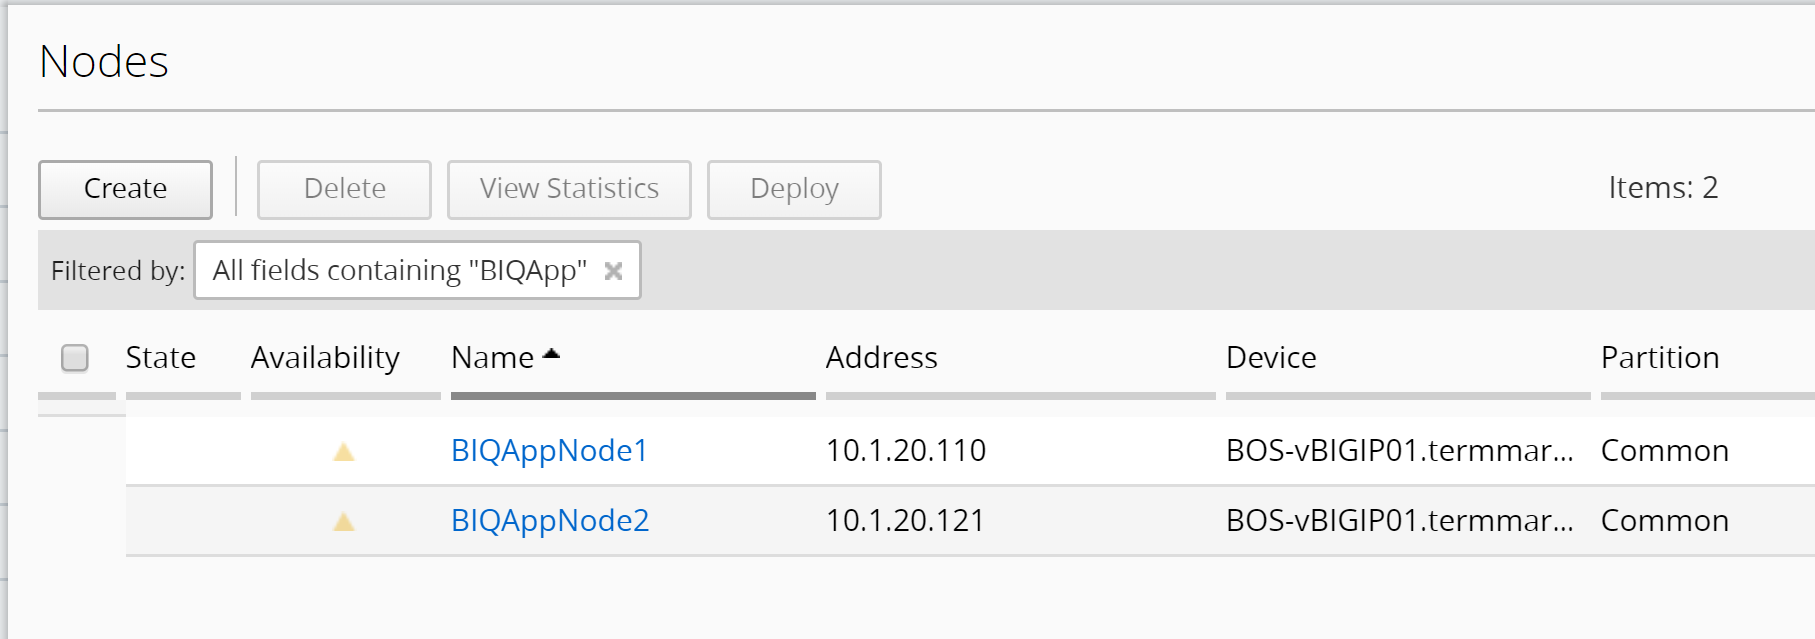 Nodes
Create Delete View Statistics Deploy Items: 2
Filtered by: All fields containing "BIQApp"
State Availability Name Address Device Partition
BIQAppNode1 10.1.20.110 BOS-vBIGIP01.termmar... Common
BIQAppNode2 10.1.20.121 BOS-vBIGIP01.termmar... Common